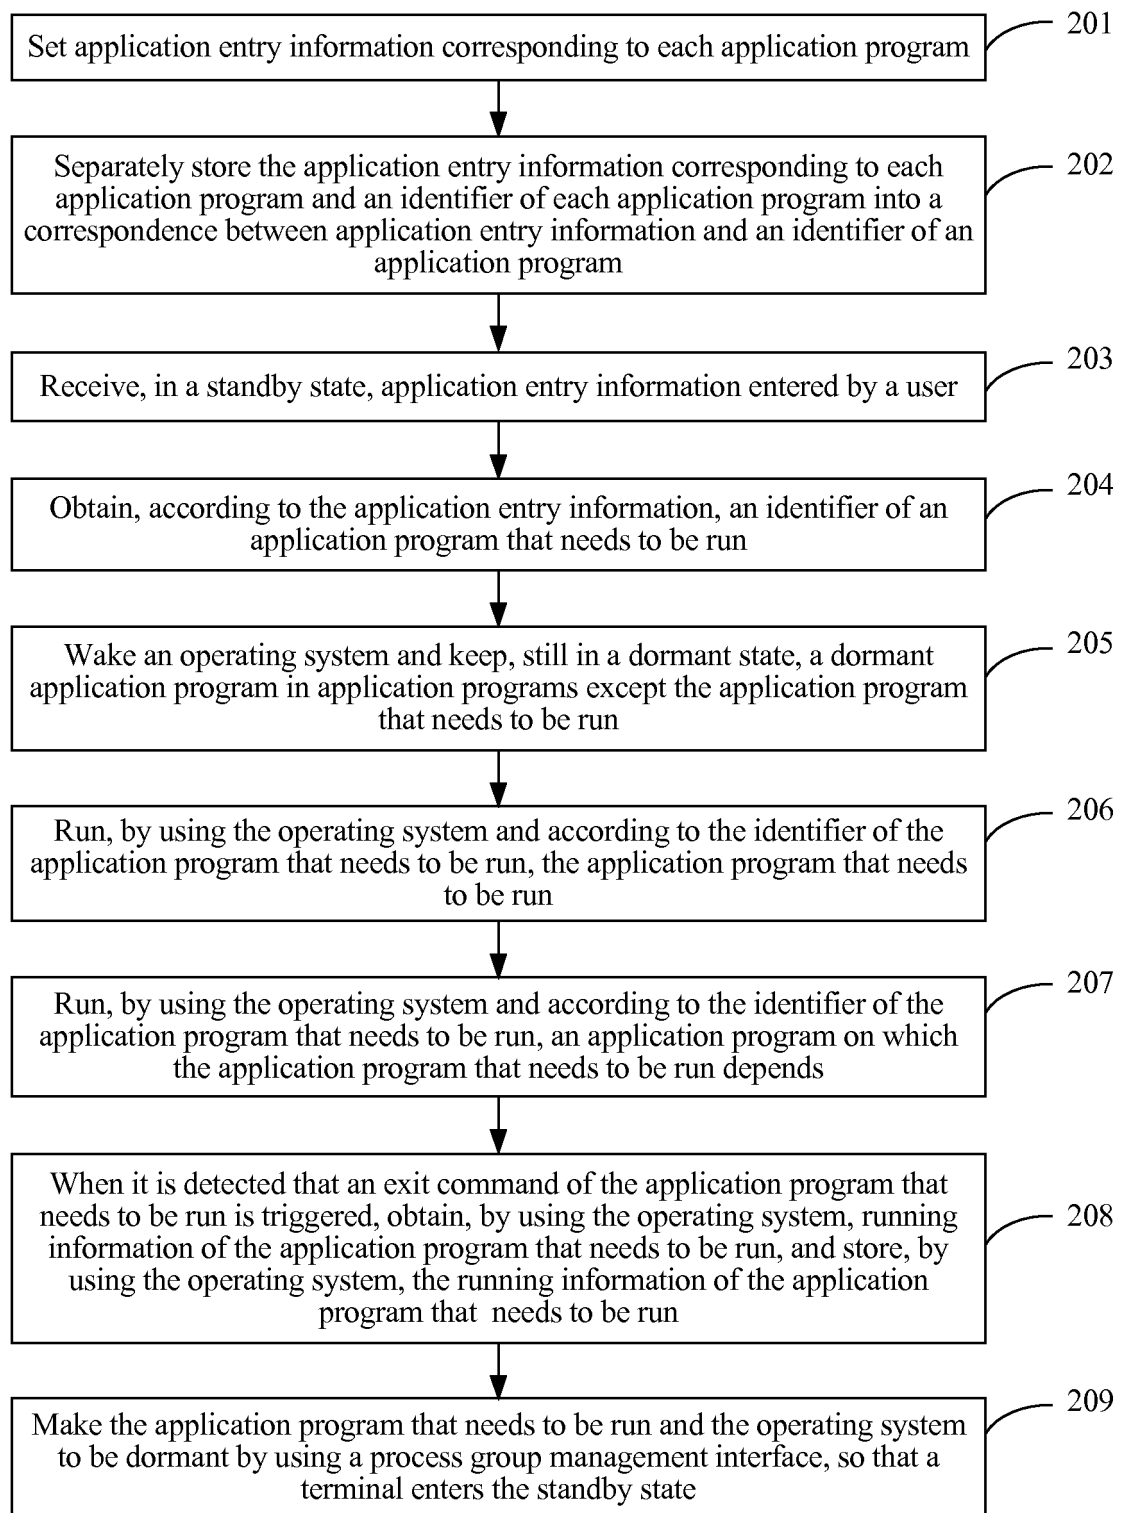 201
Set application entry information corresponding to each application program
202
Separately store the application entry information corresponding to each
application program and an identifier of each application program into a
correspondence between application entry information and an identifier of an
application program
203
Receive, in a standby state, application entry information entered by a user
204
Obtain, according to the application entry information, an identifier of an
application program that needs to be run
205
Wake an operating system and keep, still in a dormant state, a dormant
application program in application programs except the application program
that needs to be run
206
Run, by using the operating system and according to the identifier of the
application program that needs to be run, the application program that needs
to be run
207
Run, by using the operating system and according to the identifier of the
application program that needs to be run, an application program on which
the application program that needs to be run depends
208
When it is detected that an exit command of the application program that
needs to be run is triggered, obtain, by using the operating system, running
information of the application program that needs to be run, and store, by
using the operating system, the running information of the application
program that needs to be run
209
Make the application program that needs to be run and the operating system
to be dormant by using a process group management interface, so that a
terminal enters the standby state